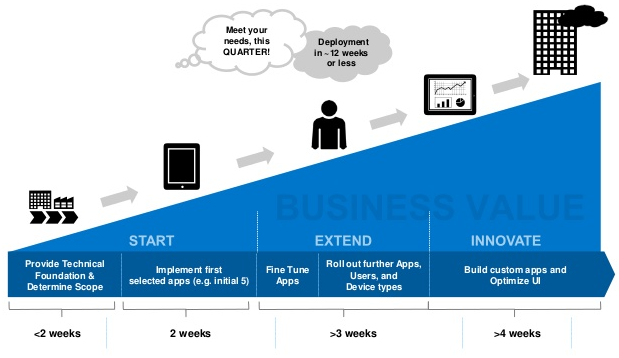 Meet your
needs, this
QUARTER!
Deployment
in ~12 weeks
or less
BUSINESS VALUE
START
EXTEND
INNOVATE
Provide Technical
Foundation &
Determine Scope
Implement first
selected apps (e.g. initial 5)
Fine Tune
Apps
Roll out further Apps,
Users, and
Device types
Build custom apps and
Optimize UI
<2 weeks
2 weeks
>3 weeks
>4 weeks